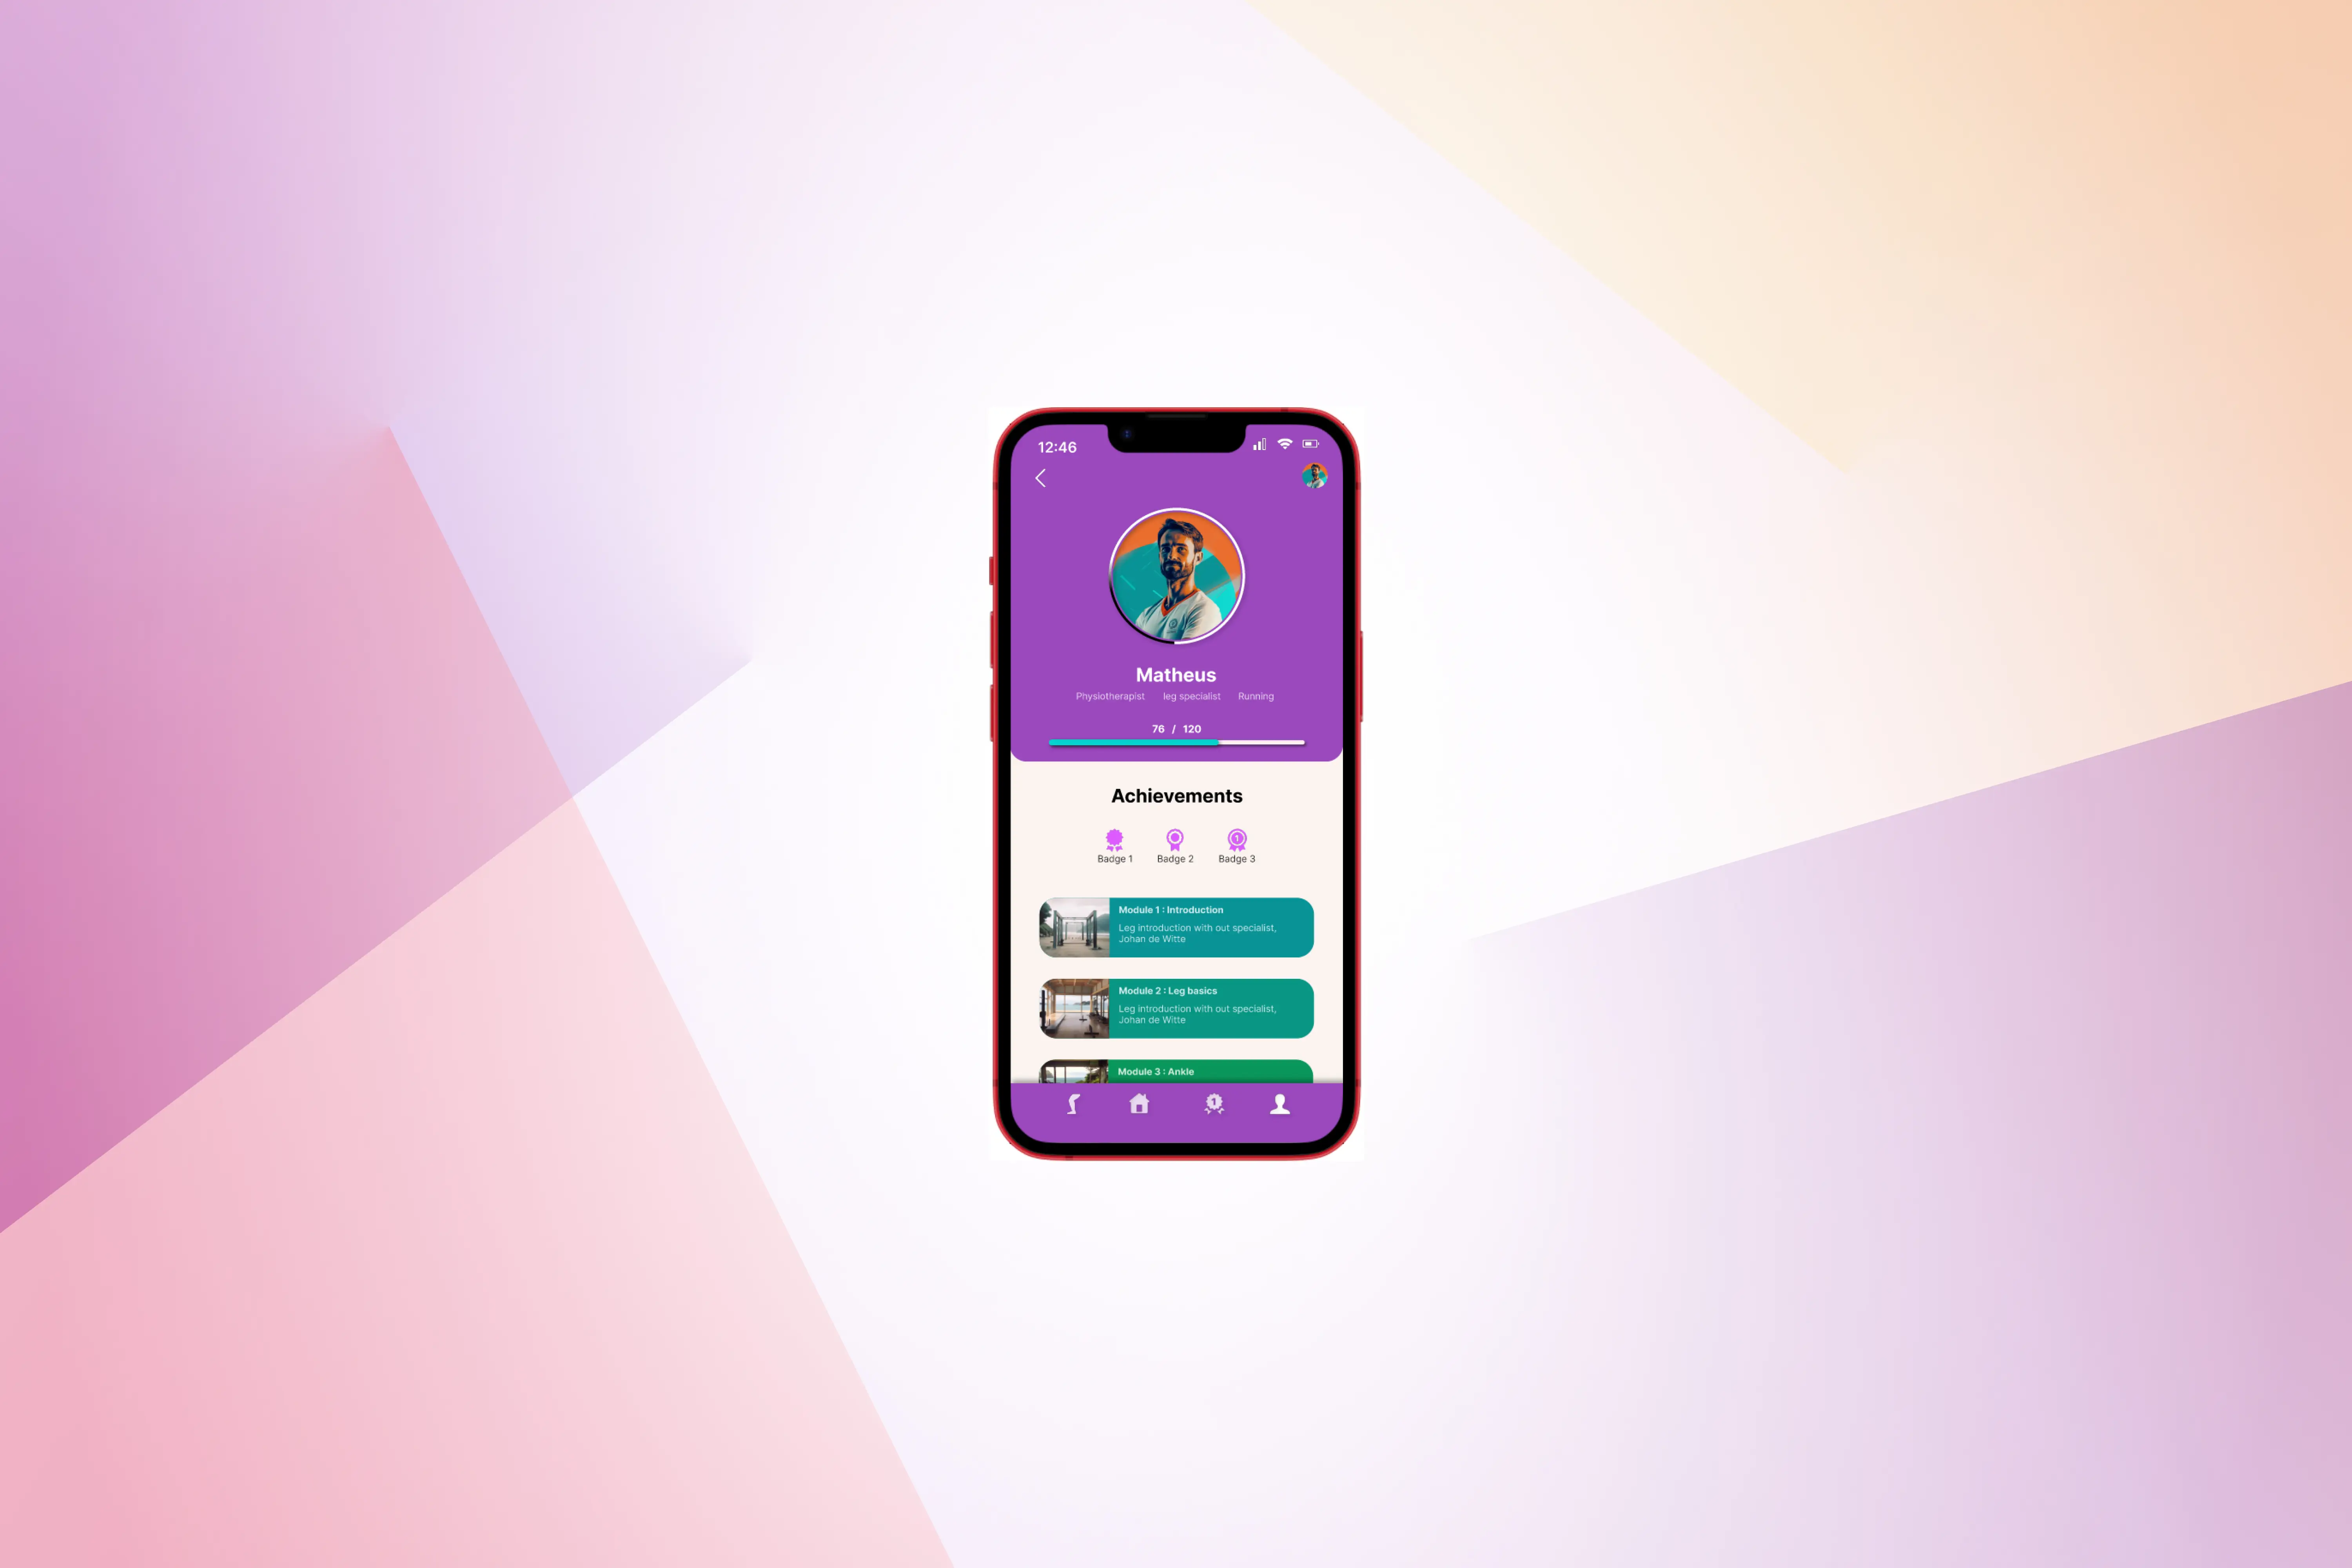 12:46
Matheus
Physiotherapist leg specialist Running
76 / 120
Achievements
1
Badge 1 Badge 2 Badge 3
Module 1 : Introduction
Leg introduction with out specialist,
Johan de Witte
Module 2 : Leg basics
Leg introduction with out specialist,
Johan de Witte
Module 3 : Ankle
1